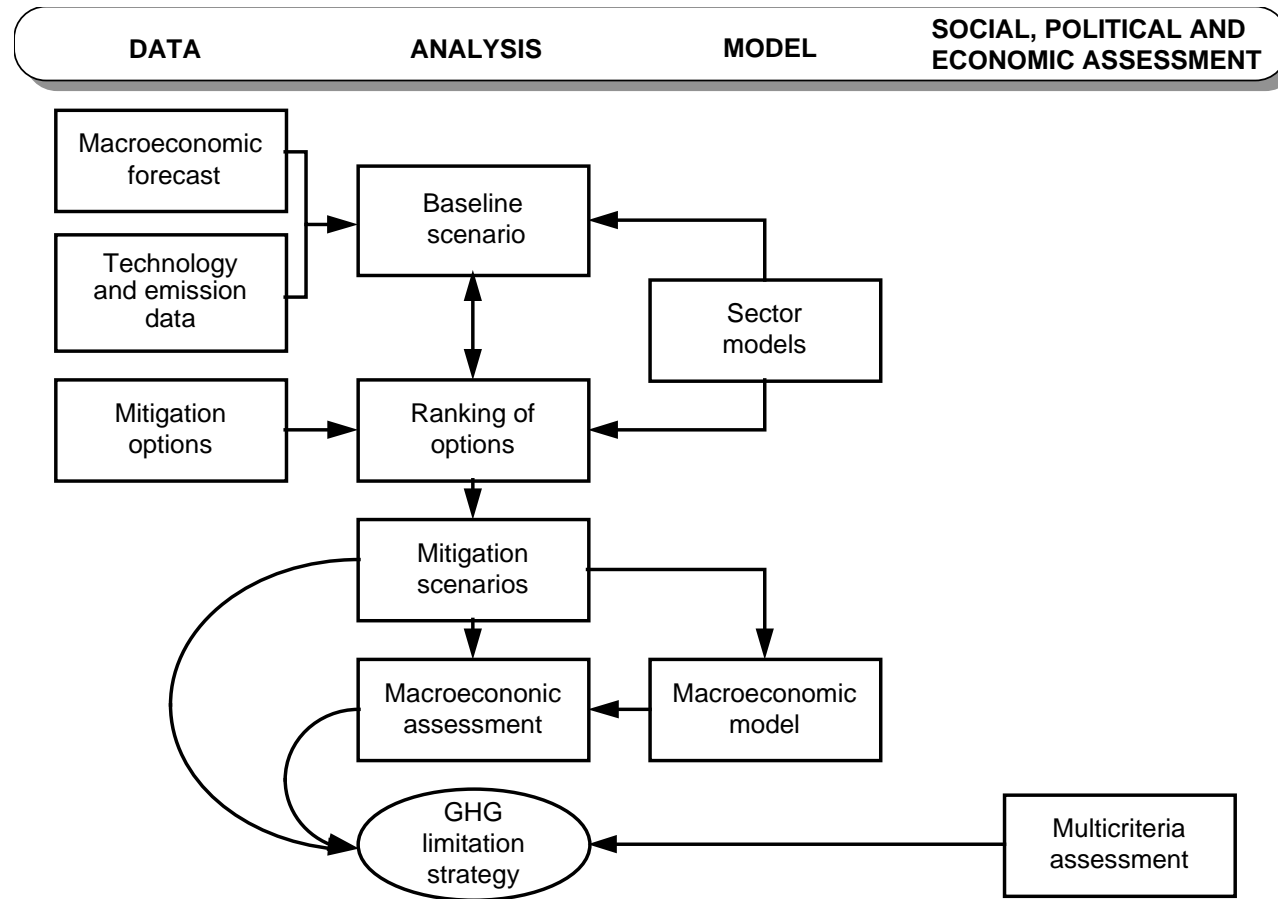 DATA
ANALYSIS
MODEL
SOCIAL, POLITICAL AND
ECONOMIC ASSESSMENT
Macroeconomic
forecast
Baseline
scenario
Technology
and emission
data
Sector
models
Mitigation
options
Ranking of
options
Mitigation
scenarios
Macroecononic
assessment
Macroeconomic
model
GHG
limitation
strategy
Multicriteria
assessment